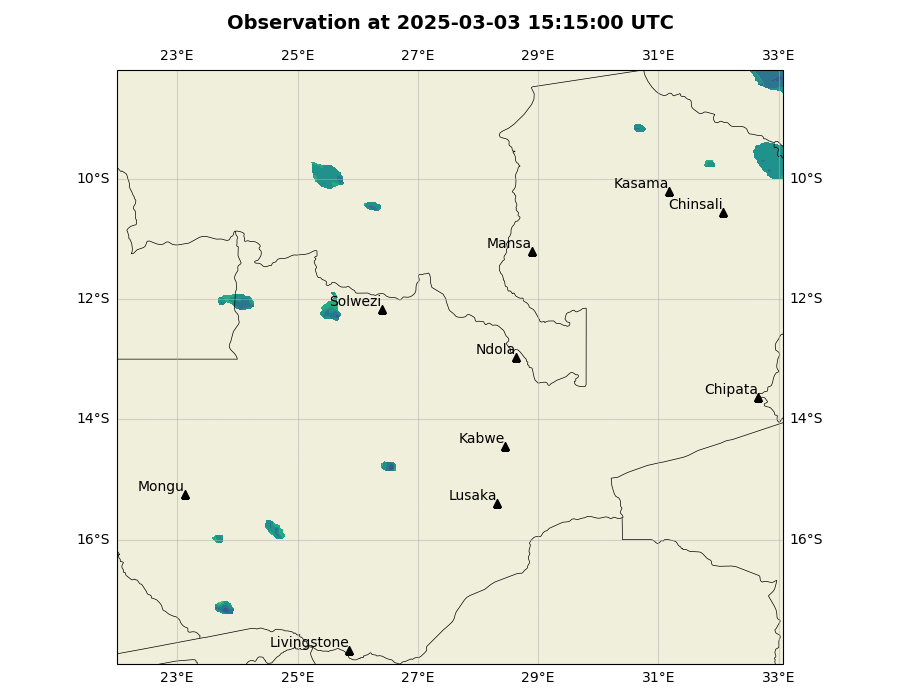 Observation at 2025-03-03 15:15:00 UTC
23°E 25°E 27°E 29°E 31°E 33°E
10°S 10°S
Kasama
Chinsali
Mansa
12°S 12°S
Solwezi
Ndola
Chipata
14°S 14°S
Kabwe
Mongu
Lusaka
16°S 16°S
Livingstone
23°E 25°E 27°E 29°E 31°E 33°E